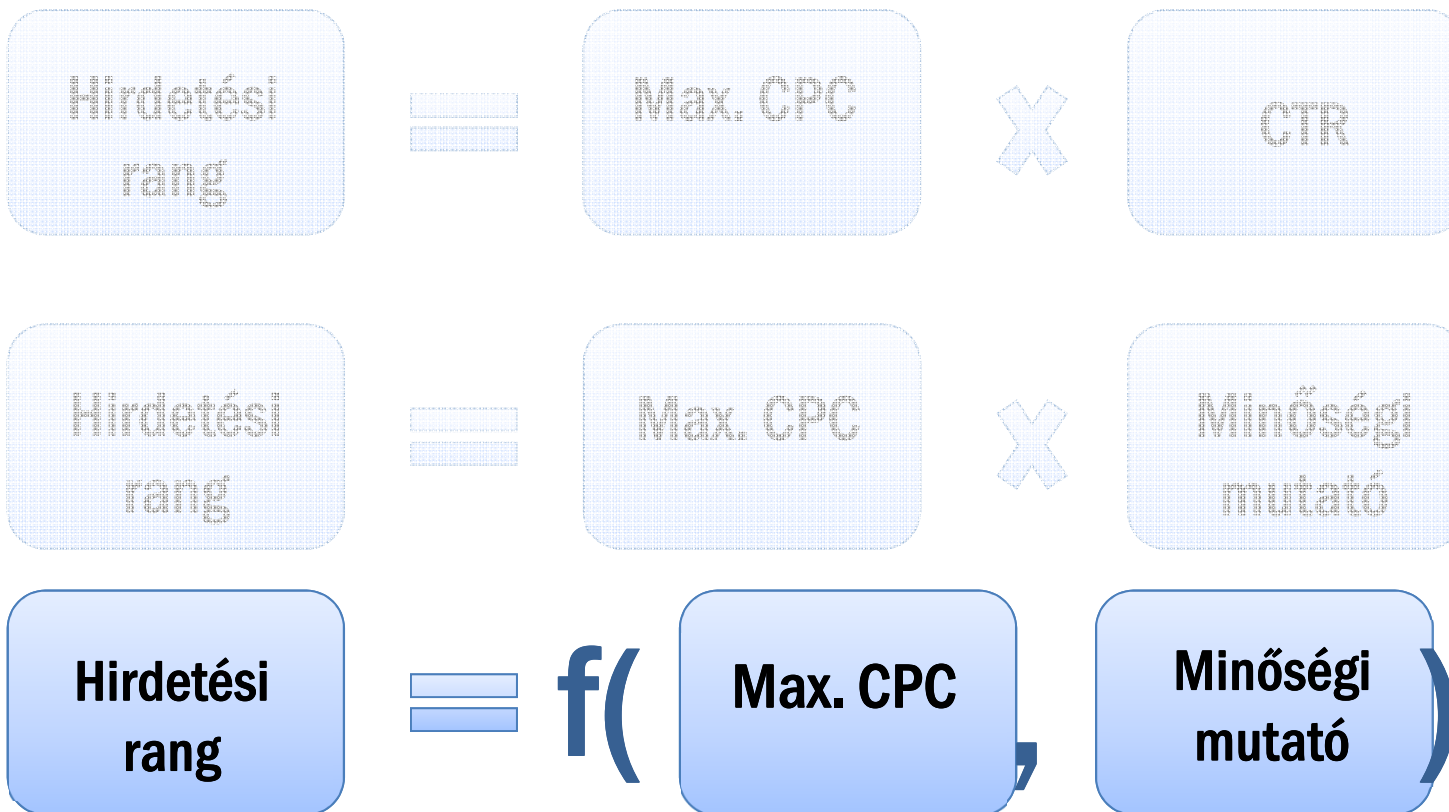 Hirdetési
rang
=
Max. CPC
x
CTR
Hirdetési
rang
=
Max. CPC
x
Minőségi
mutató
Hirdetési
rang
=
f(
Max. CPC
,
Minőségi
mutató
)